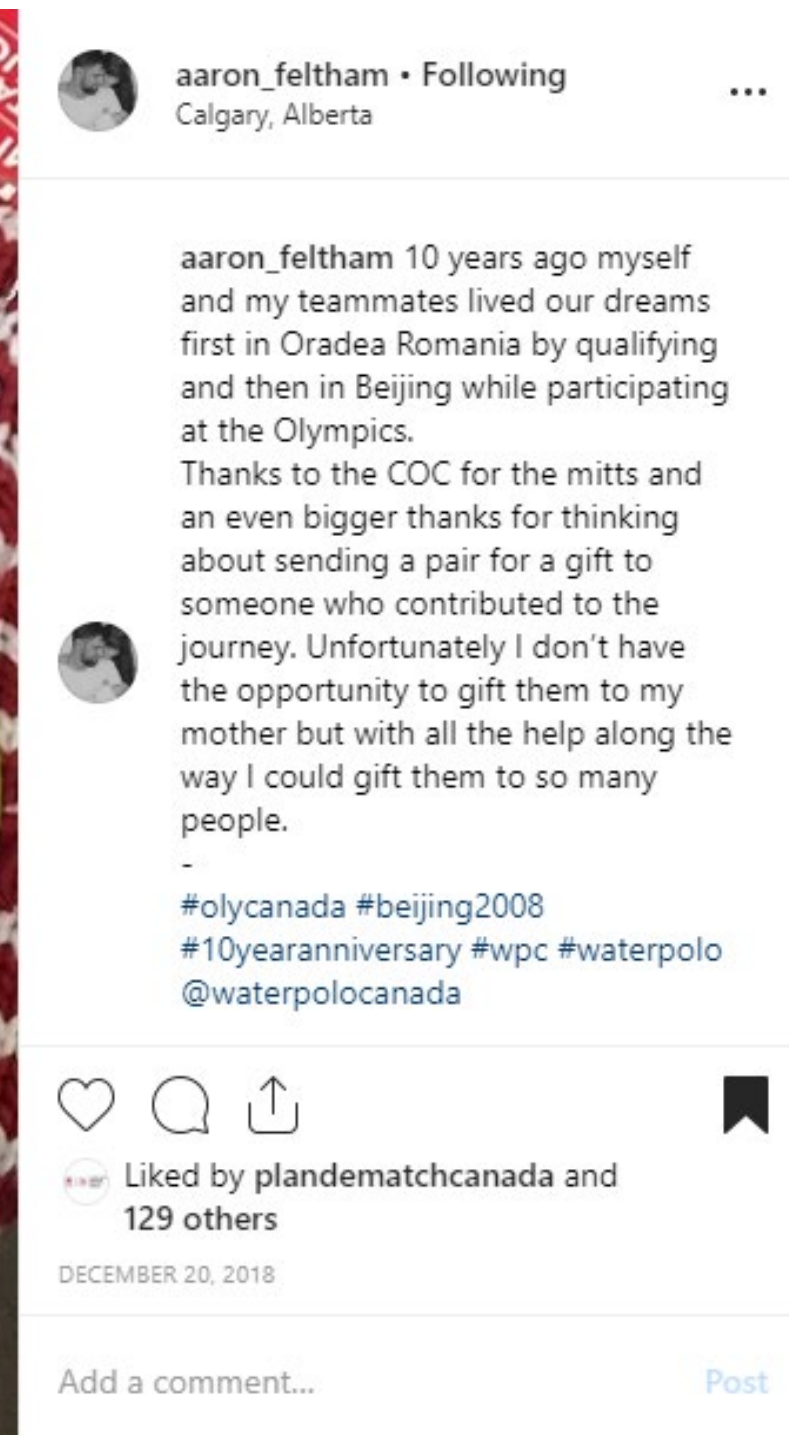 aaron_feltham • Following
Calgary, Alberta
aaron_feltham 10 years ago myself
and my teammates lived our dreams
first in Oradea Romania by qualifying
and then in Beijing while participating
at the Olympics.
Thanks to the COC for the mitts and
an even bigger thanks for thinking
about sending a pair for a gift to
someone who contributed to the
journey. Unfortunately I don’t have
the opportunity to gift them to my
mother but with all the help along the
way I could gift them to so many
people.
-
#olycanada #beijing2008
#10yearanniversary #wpc #waterpolo
@waterpolocanada
Liked by plandematchcanada and
129 others
DECEMBER 20, 2018
Add a comment... Post